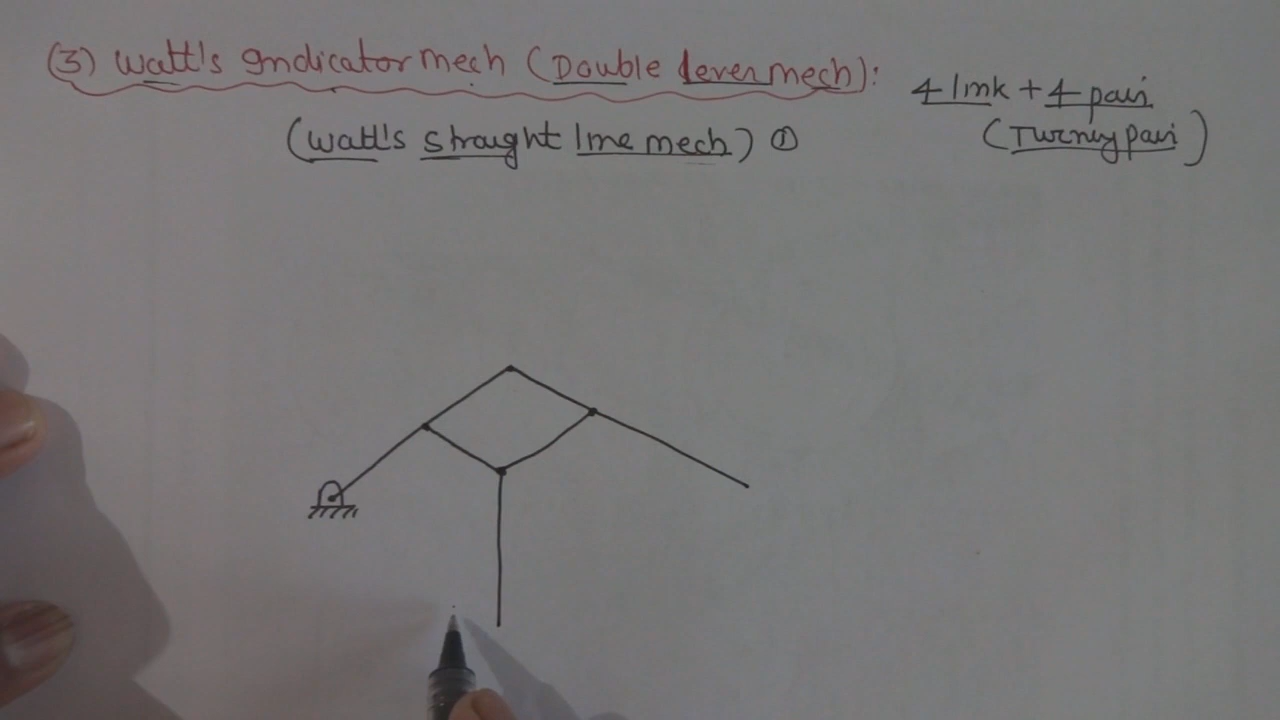 (3) Watt's Indicator mech (Double lever mech):
4 link + 4 pair
(Watt's straight line mech) ①
(Turning pair)